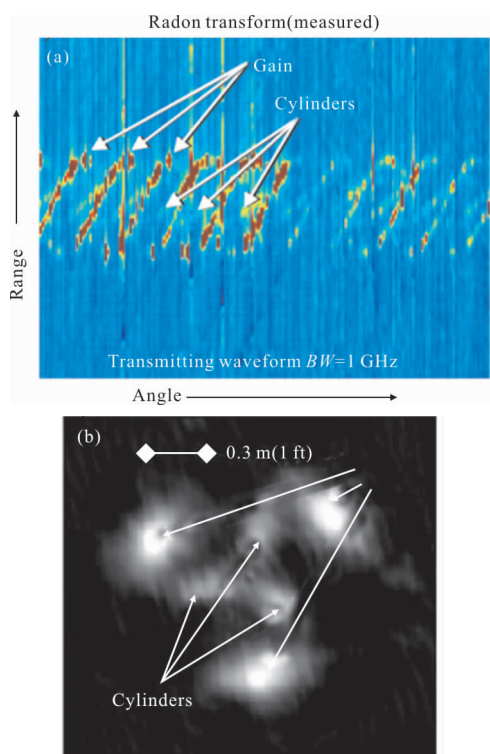 Radon transform(measured)
(a)
Gain
Cylinders
Range
Transmitting waveform BW=1 GHz
Angle
(b)
0.3 m(1 ft)
Cylinders